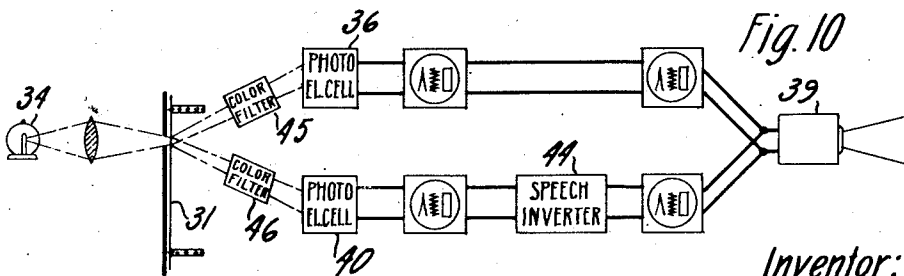 Fig. 10
34
36
PHOTO
EL.CELL
COLOR
FILTER
45
39
COLOR
FILTER
46
31
PHOTO
EL.CELL
40
44
SPEECH
INVERTER
Inventor: